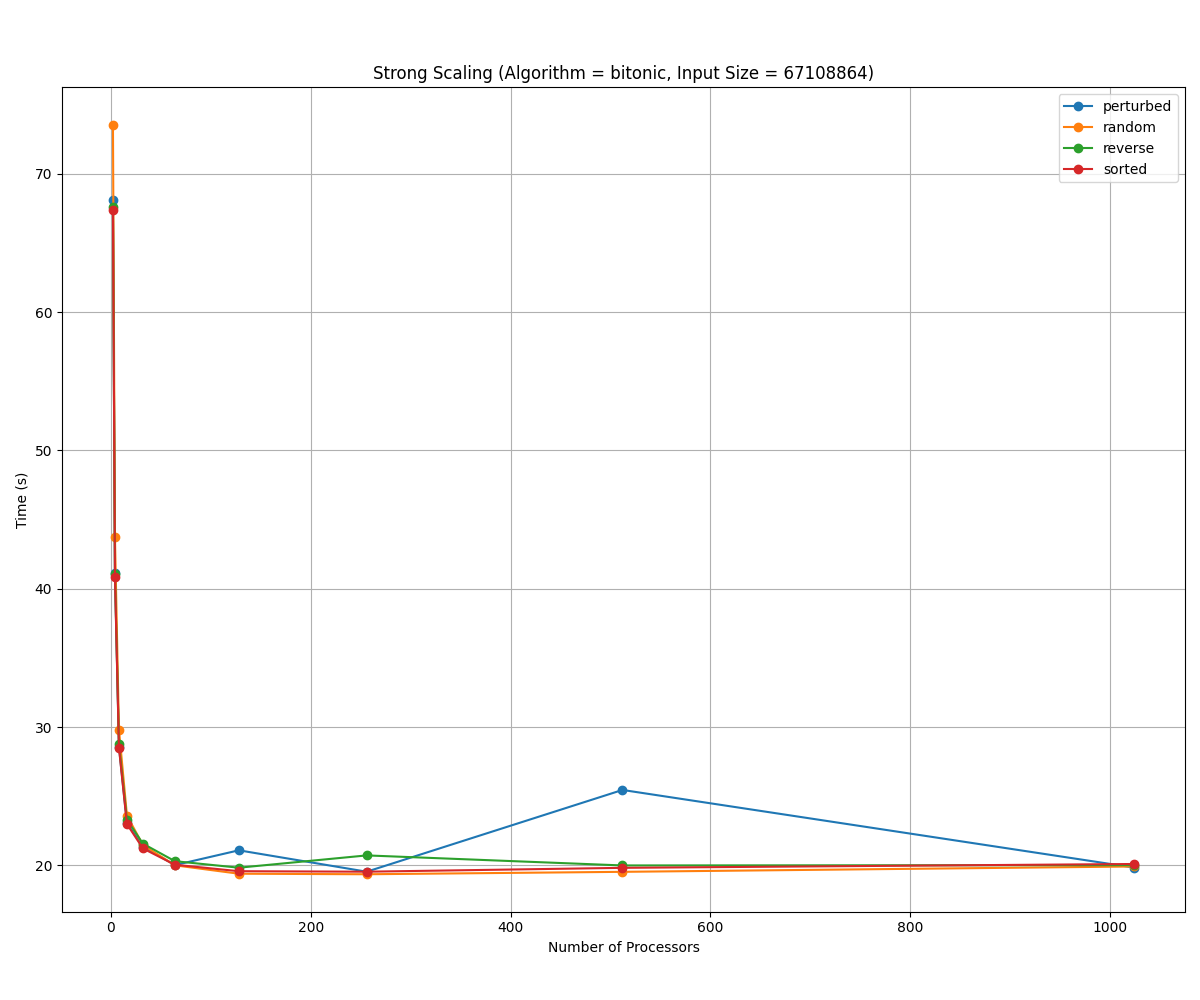 Strong Scaling (Algorithm = bitonic, Input Size = 67108864)
perturbed
random
reverse
sorted
70
60
50
40
30
20
Time (s)
0 200 400 600 800 1000
Number of Processors